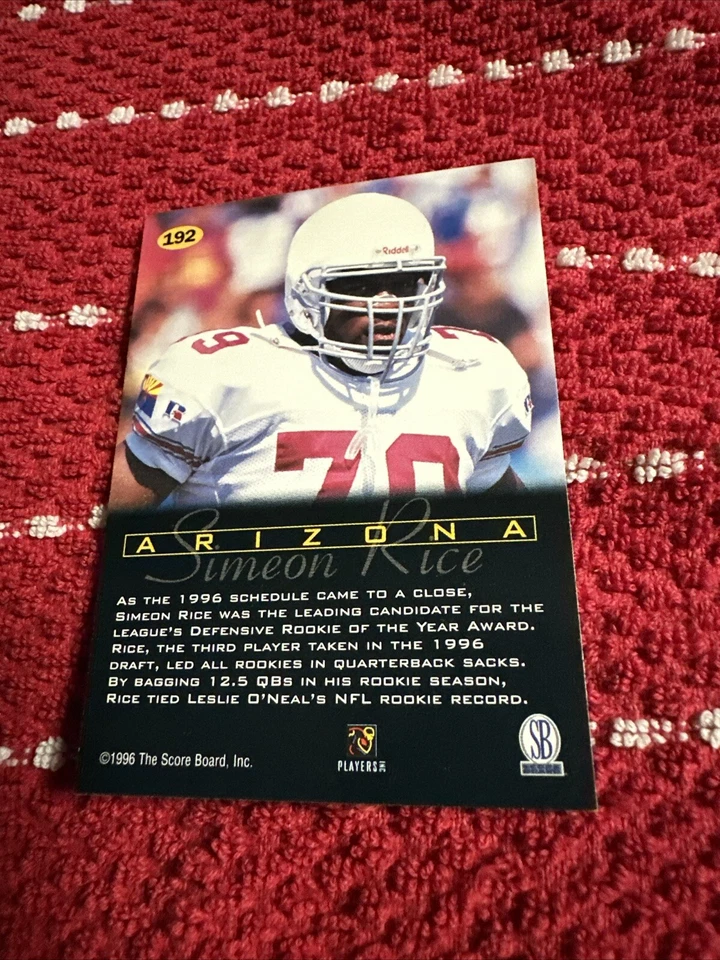 192
Riddell
79
79
R
ARIZONA
Simeon Rice
AS THE 1996 SCHEDULE CAME TO A CLOSE,
SIMEON RICE WAS THE LEADING CANDIDATE FOR THE
LEAGUE'S DEFENSIVE ROOKIE OF THE YEAR AWARD.
RICE, THE THIRD PLAYER TAKEN IN THE 1996
DRAFT, LED ALL ROOKIES IN QUARTERBACK SACKS.
BY BAGGING 12.5 QBS IN HIS ROOKIE SEASON,
RICE TIED LESLIE O'NEAL'S NFL ROOKIE RECORD.
©1996 The Score Board, Inc.
PLAYERS INC
SB